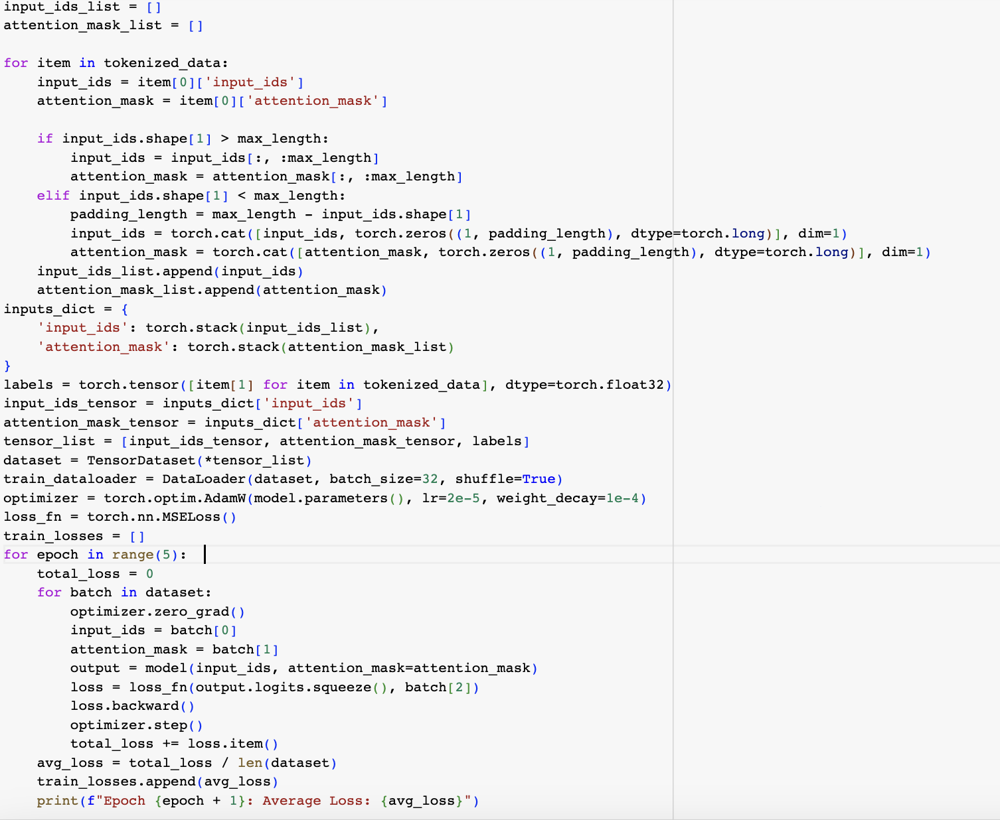 input_ids_list = []
attention_mask_list = []

for item in tokenized_data:
    input_ids = item[0]['input_ids']
    attention_mask = item[0]['attention_mask']

    if input_ids.shape[1] > max_length:
        input_ids = input_ids[:, :max_length]
        attention_mask = attention_mask[:, :max_length]
    elif input_ids.shape[1] < max_length:
        padding_length = max_length - input_ids.shape[1]
        input_ids = torch.cat([input_ids, torch.zeros((1, padding_length), dtype=torch.long)], dim=1)
        attention_mask = torch.cat([attention_mask, torch.zeros((1, padding_length), dtype=torch.long)], dim=1)
    input_ids_list.append(input_ids)
    attention_mask_list.append(attention_mask)
inputs_dict = {
    'input_ids': torch.stack(input_ids_list),
    'attention_mask': torch.stack(attention_mask_list)
}
labels = torch.tensor([item[1] for item in tokenized_data], dtype=torch.float32)
input_ids_tensor = inputs_dict['input_ids']
attention_mask_tensor = inputs_dict['attention_mask']
tensor_list = [input_ids_tensor, attention_mask_tensor, labels]
dataset = TensorDataset(*tensor_list)
train_dataloader = DataLoader(dataset, batch_size=32, shuffle=True)
optimizer = torch.optim.AdamW(model.parameters(), lr=2e-5, weight_decay=1e-4)
loss_fn = torch.nn.MSELoss()
train_losses = []
for epoch in range(5):
    total_loss = 0
    for batch in dataset:
        optimizer.zero_grad()
        input_ids = batch[0]
        attention_mask = batch[1]
        output = model(input_ids, attention_mask=attention_mask)
        loss = loss_fn(output.logits.squeeze(), batch[2])
        loss.backward()
        optimizer.step()
        total_loss += loss.item()
    avg_loss = total_loss / len(dataset)
    train_losses.append(avg_loss)
    print(f"Epoch {epoch + 1}: Average Loss: {avg_loss}")